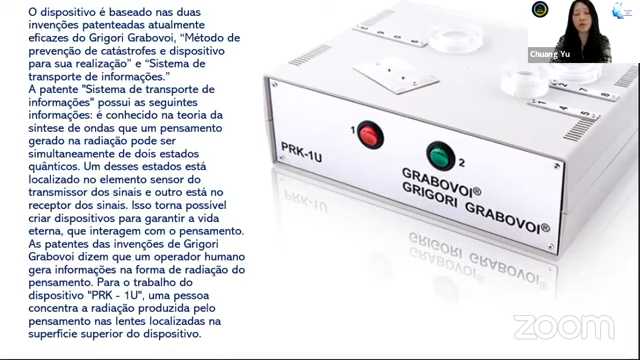 O dispositivo é baseado nas duas
invenções patenteadas atualmente
eficazes do Grigori Grabovoi, “Método de
prevenção de catástrofes e dispositivo
para sua realização” e “Sistema de
transporte de informações.”
A patente "Sistema de transporte de
informações" possui as seguintes
informações: é conhecido na teoria da
síntese de ondas que um pensamento
gerado na radiação pode ser
simultaneamente de dois estados
quânticos. Um desses estados está
localizado no elemento sensor do
transmissor dos sinais e outro está no
receptor dos sinais. Isso torna possível
criar dispositivos para garantir a vida
eterna, que interagem com o pensamento.
As patentes das invenções de Grigori
Grabovoi dizem que um operador humano
gera informações na forma de radiação do
pensamento. Para o trabalho do
dispositivo "PRK - 1U", uma pessoa
concentra a radiação produzida pelo
pensamento nas lentes localizadas na
superfície superior do dispositivo.
1
2
PRK-1U
GRABOVOI®
GRIGORI GRABOVOI®
Chuang Yu
zoom